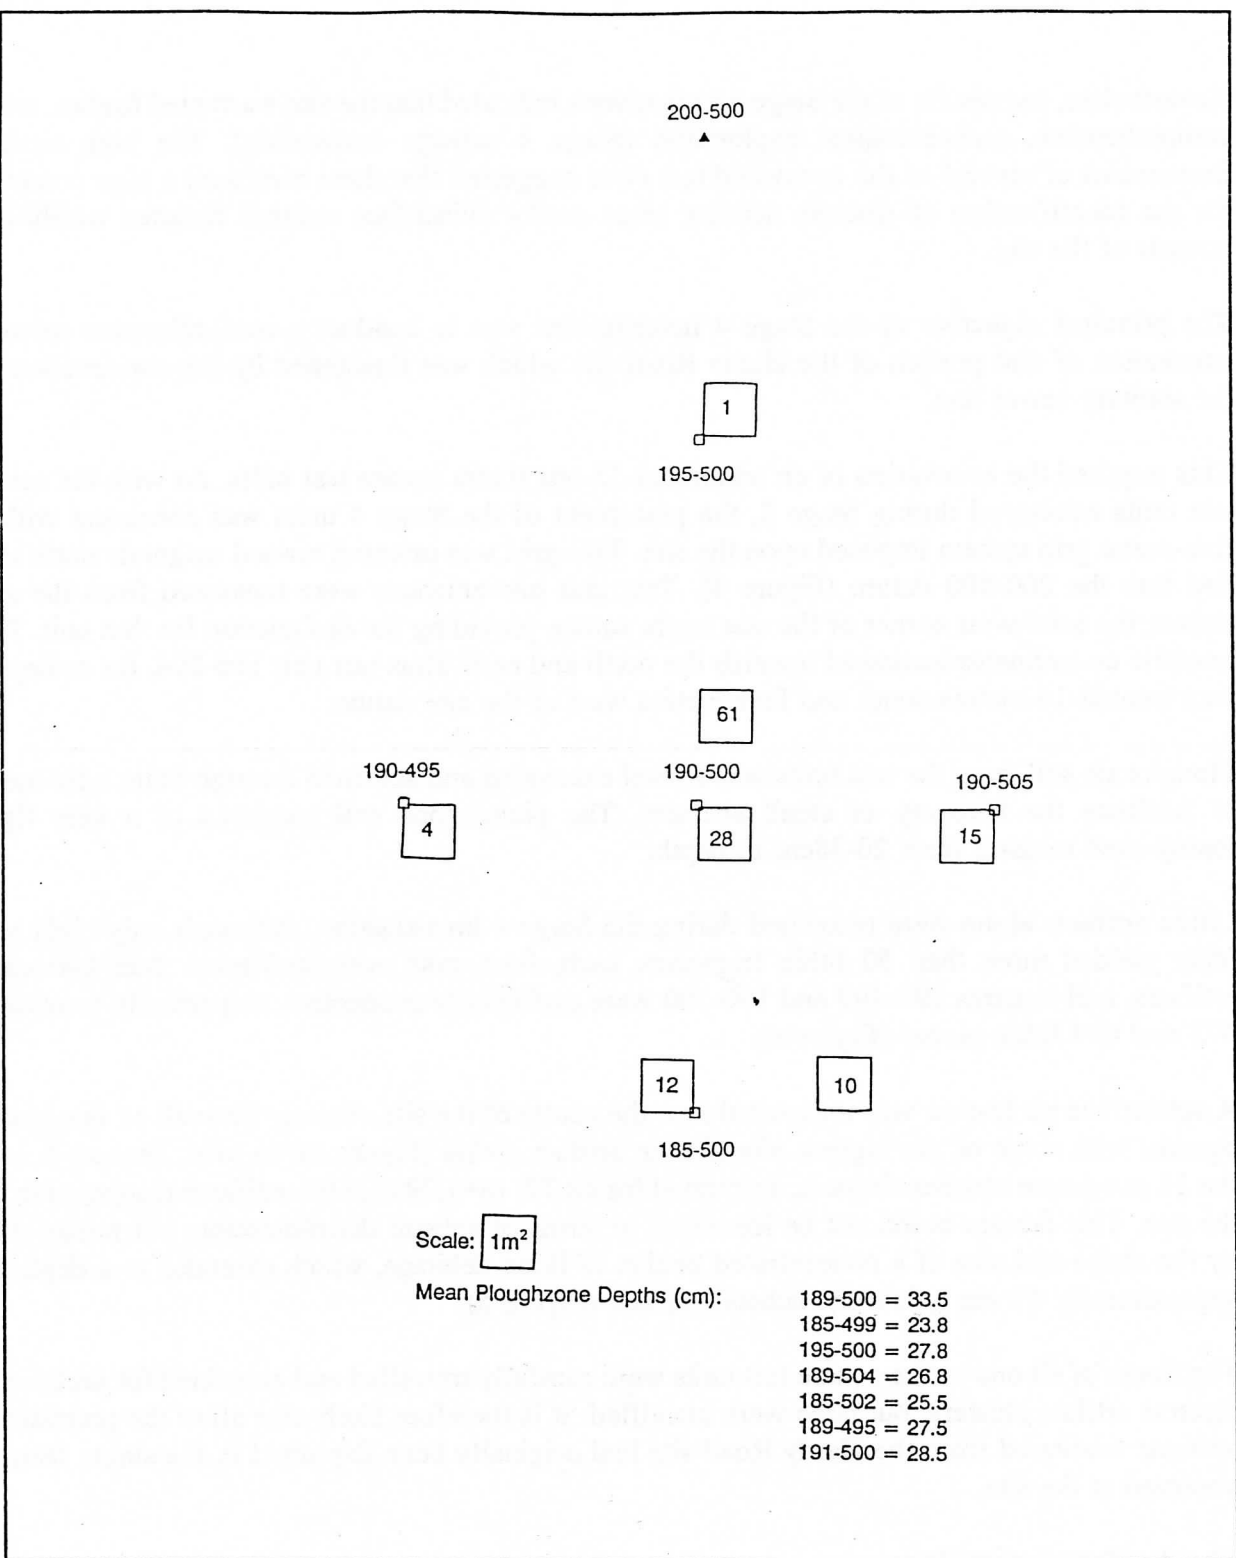 200-500
1
195-500
61
190-495
190-500
190-505
4
28
15
12
10
185-500
Scale: 1m²
Mean Ploughzone Depths (cm):
189-500 = 33.5
185-499 = 23.8
195-500 = 27.8
189-504 = 26.8
185-502 = 25.5
189-495 = 27.5
191-500 = 28.5